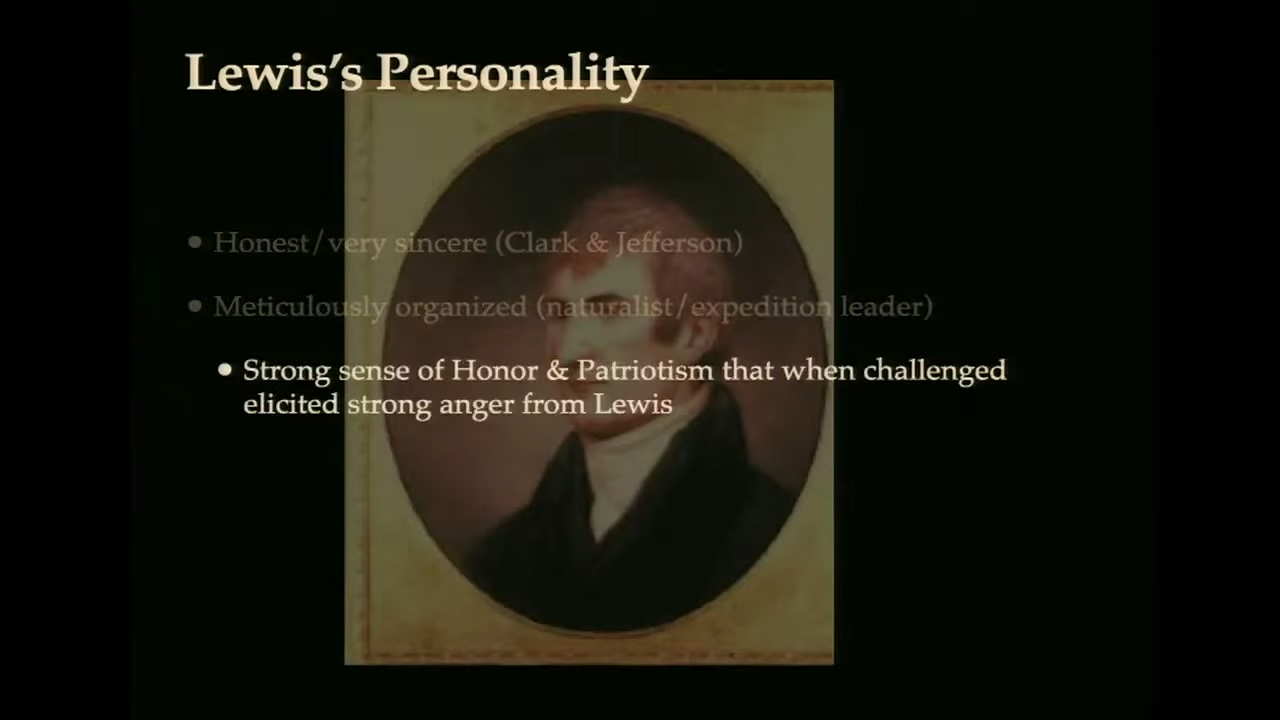 Lewis’s Personality
• Honest/very sincere (Clark & Jefferson)
• Meticulously organized (naturalist/expedition leader)
• Strong sense of Honor & Patriotism that when challenged
elicited strong anger from Lewis